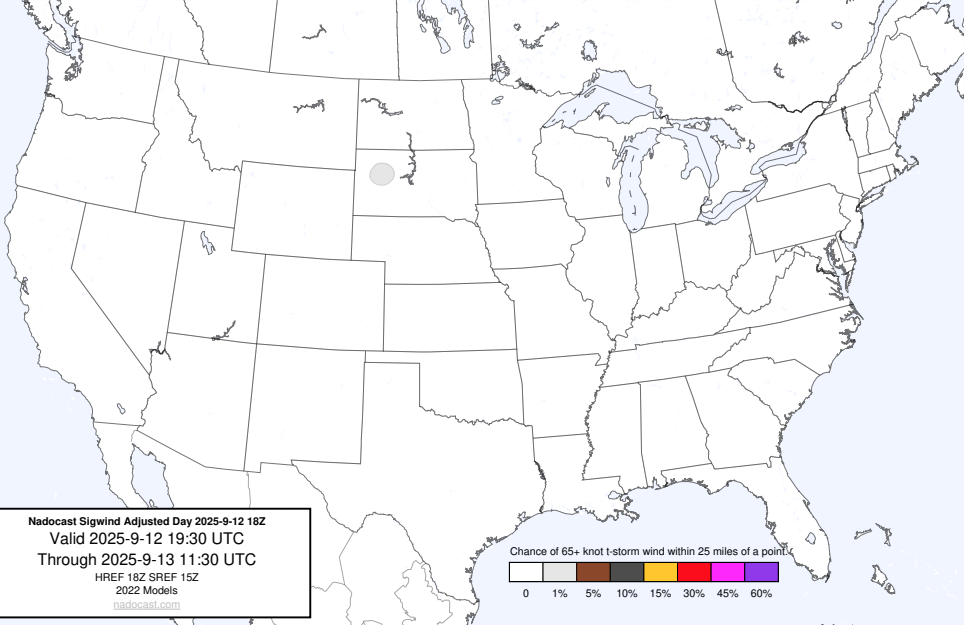 Nadocast Sigwind Adjusted Day 2025-9-12 18Z
Valid 2025-9-12 19:30 UTC
Through 2025-9-13 11:30 UTC
HREF 18Z SREF 15Z
2022 Models
nadocast.com
Chance of 65+ knot t-storm wind within 25 miles of a point.
0 1% 5% 10% 15% 30% 45% 60%